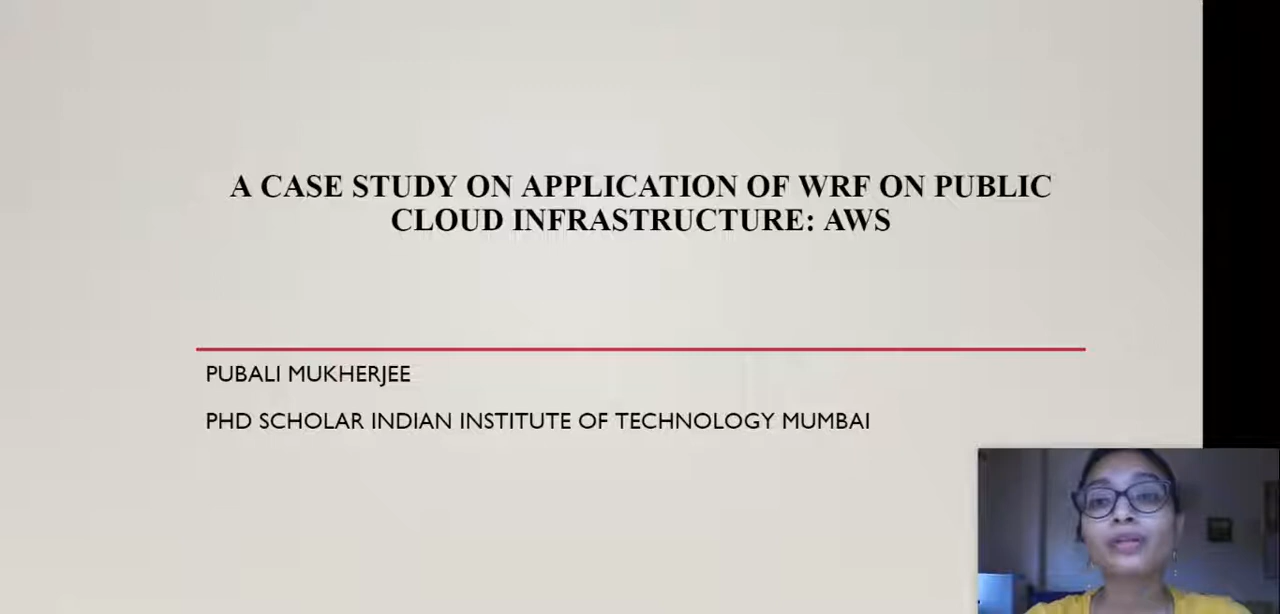 A CASE STUDY ON APPLICATION OF WRF ON PUBLIC
CLOUD INFRASTRUCTURE: AWS
PUBALI MUKHERJEE
PHD SCHOLAR INDIAN INSTITUTE OF TECHNOLOGY MUMBAI